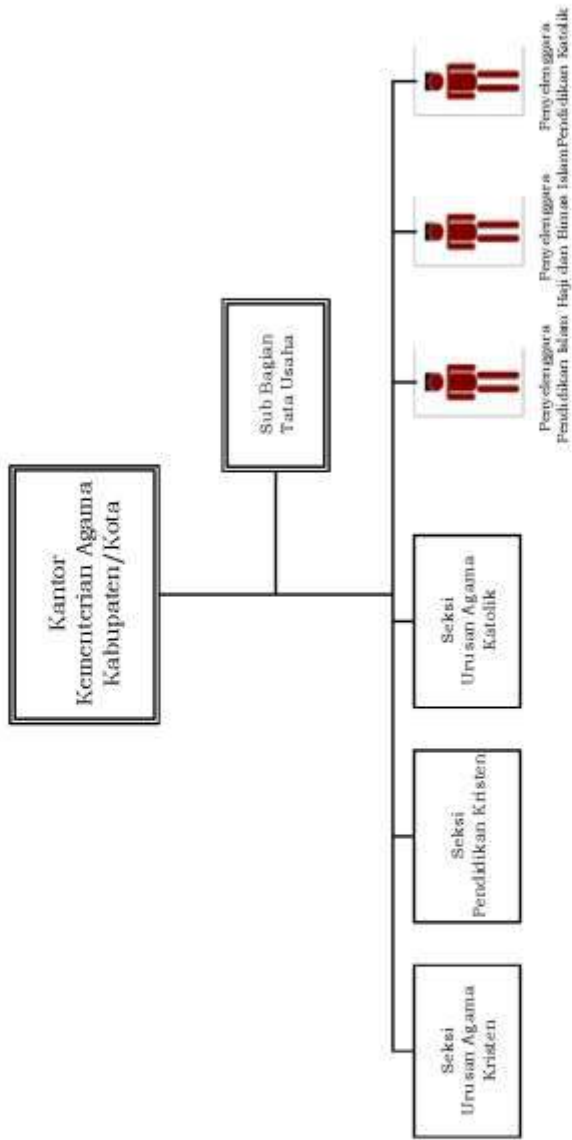 Kantor
Kementerian Agama
Kabupaten/Kota
Sub Bagian
Tata Usaha
Seksi
Urusan Agama
Kristen
Seksi
Pendidikan Kristen
Seksi
Urusan Agama
Katolik
Penyelenggara
Pendidikan Islam
Penyelenggara
Haji dan Bimas Islam
Penyelenggara
Pendidikan Katolik